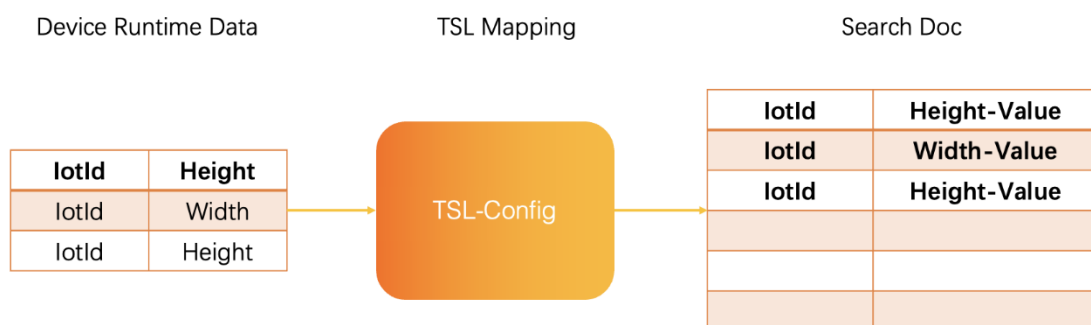 Device Runtime Data
TSL Mapping
Search Doc
IotId Height
IotId Width
IotId Height
TSL-Config
IotId Height-Value
IotId Width-Value
IotId Height-Value